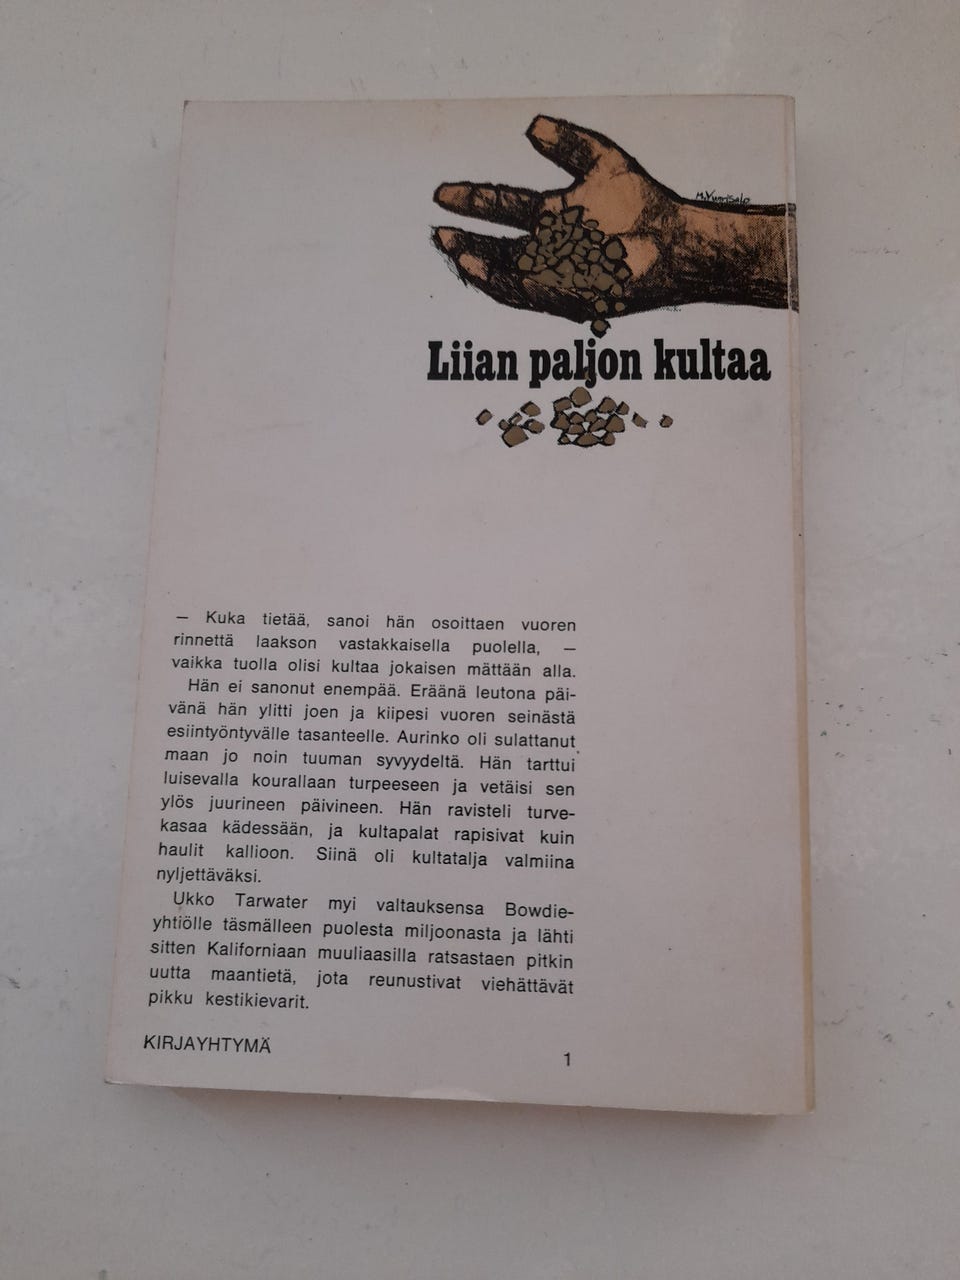 M.Vuorisalo
Liian paljon kultaa
— Kuka tietää, sanoi hän osoittaen vuoren
rinnettä laakson vastakkaisella puolella, —
vaikka tuolla olisi kultaa jokaisen mättään alla.
Hän ei sanonut enempää. Eräänä leutona päi-
vänä hän ylitti joen ja kiipesi vuoren seinästä
esiintyöntyvälle tasanteelle. Aurinko oli sulattanut
maan jo noin tuuman syvyydeltä. Hän tarttui
luisevalla kourallaan turpeeseen ja vetäisi sen
ylös juurineen päivineen. Hän ravisteli turve-
kasaa kädessään, ja kultapalat rapisivat kuin
haulit kallioon. Siinä oli kultatalja valmiina
nyljettäväksi.
Ukko Tarwater myi valtauksensa Bowdie-
yhtiölle täsmälleen puolesta miljoonasta ja lähti
sitten Kaliforniaan muuliaasilla ratsastaen pitkin
uutta maantietä, jota reunustivat viehättävät
pikku kestikievarit.
KIRJAYHTYMÄ
1